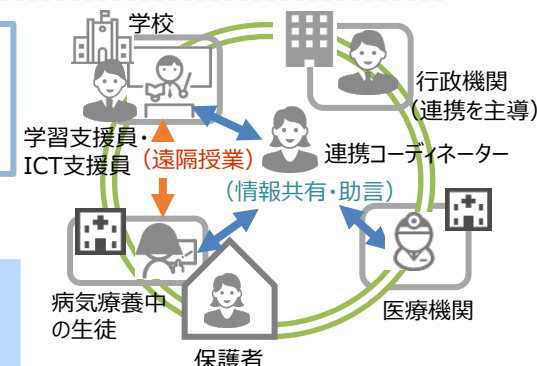 学校
行政機関
（連携を主導）
学習支援員・
ICT支援員
（遠隔授業）
連携コーディネーター
（情報共有・助言）
病気療養中
の生徒
医療機関
保護者